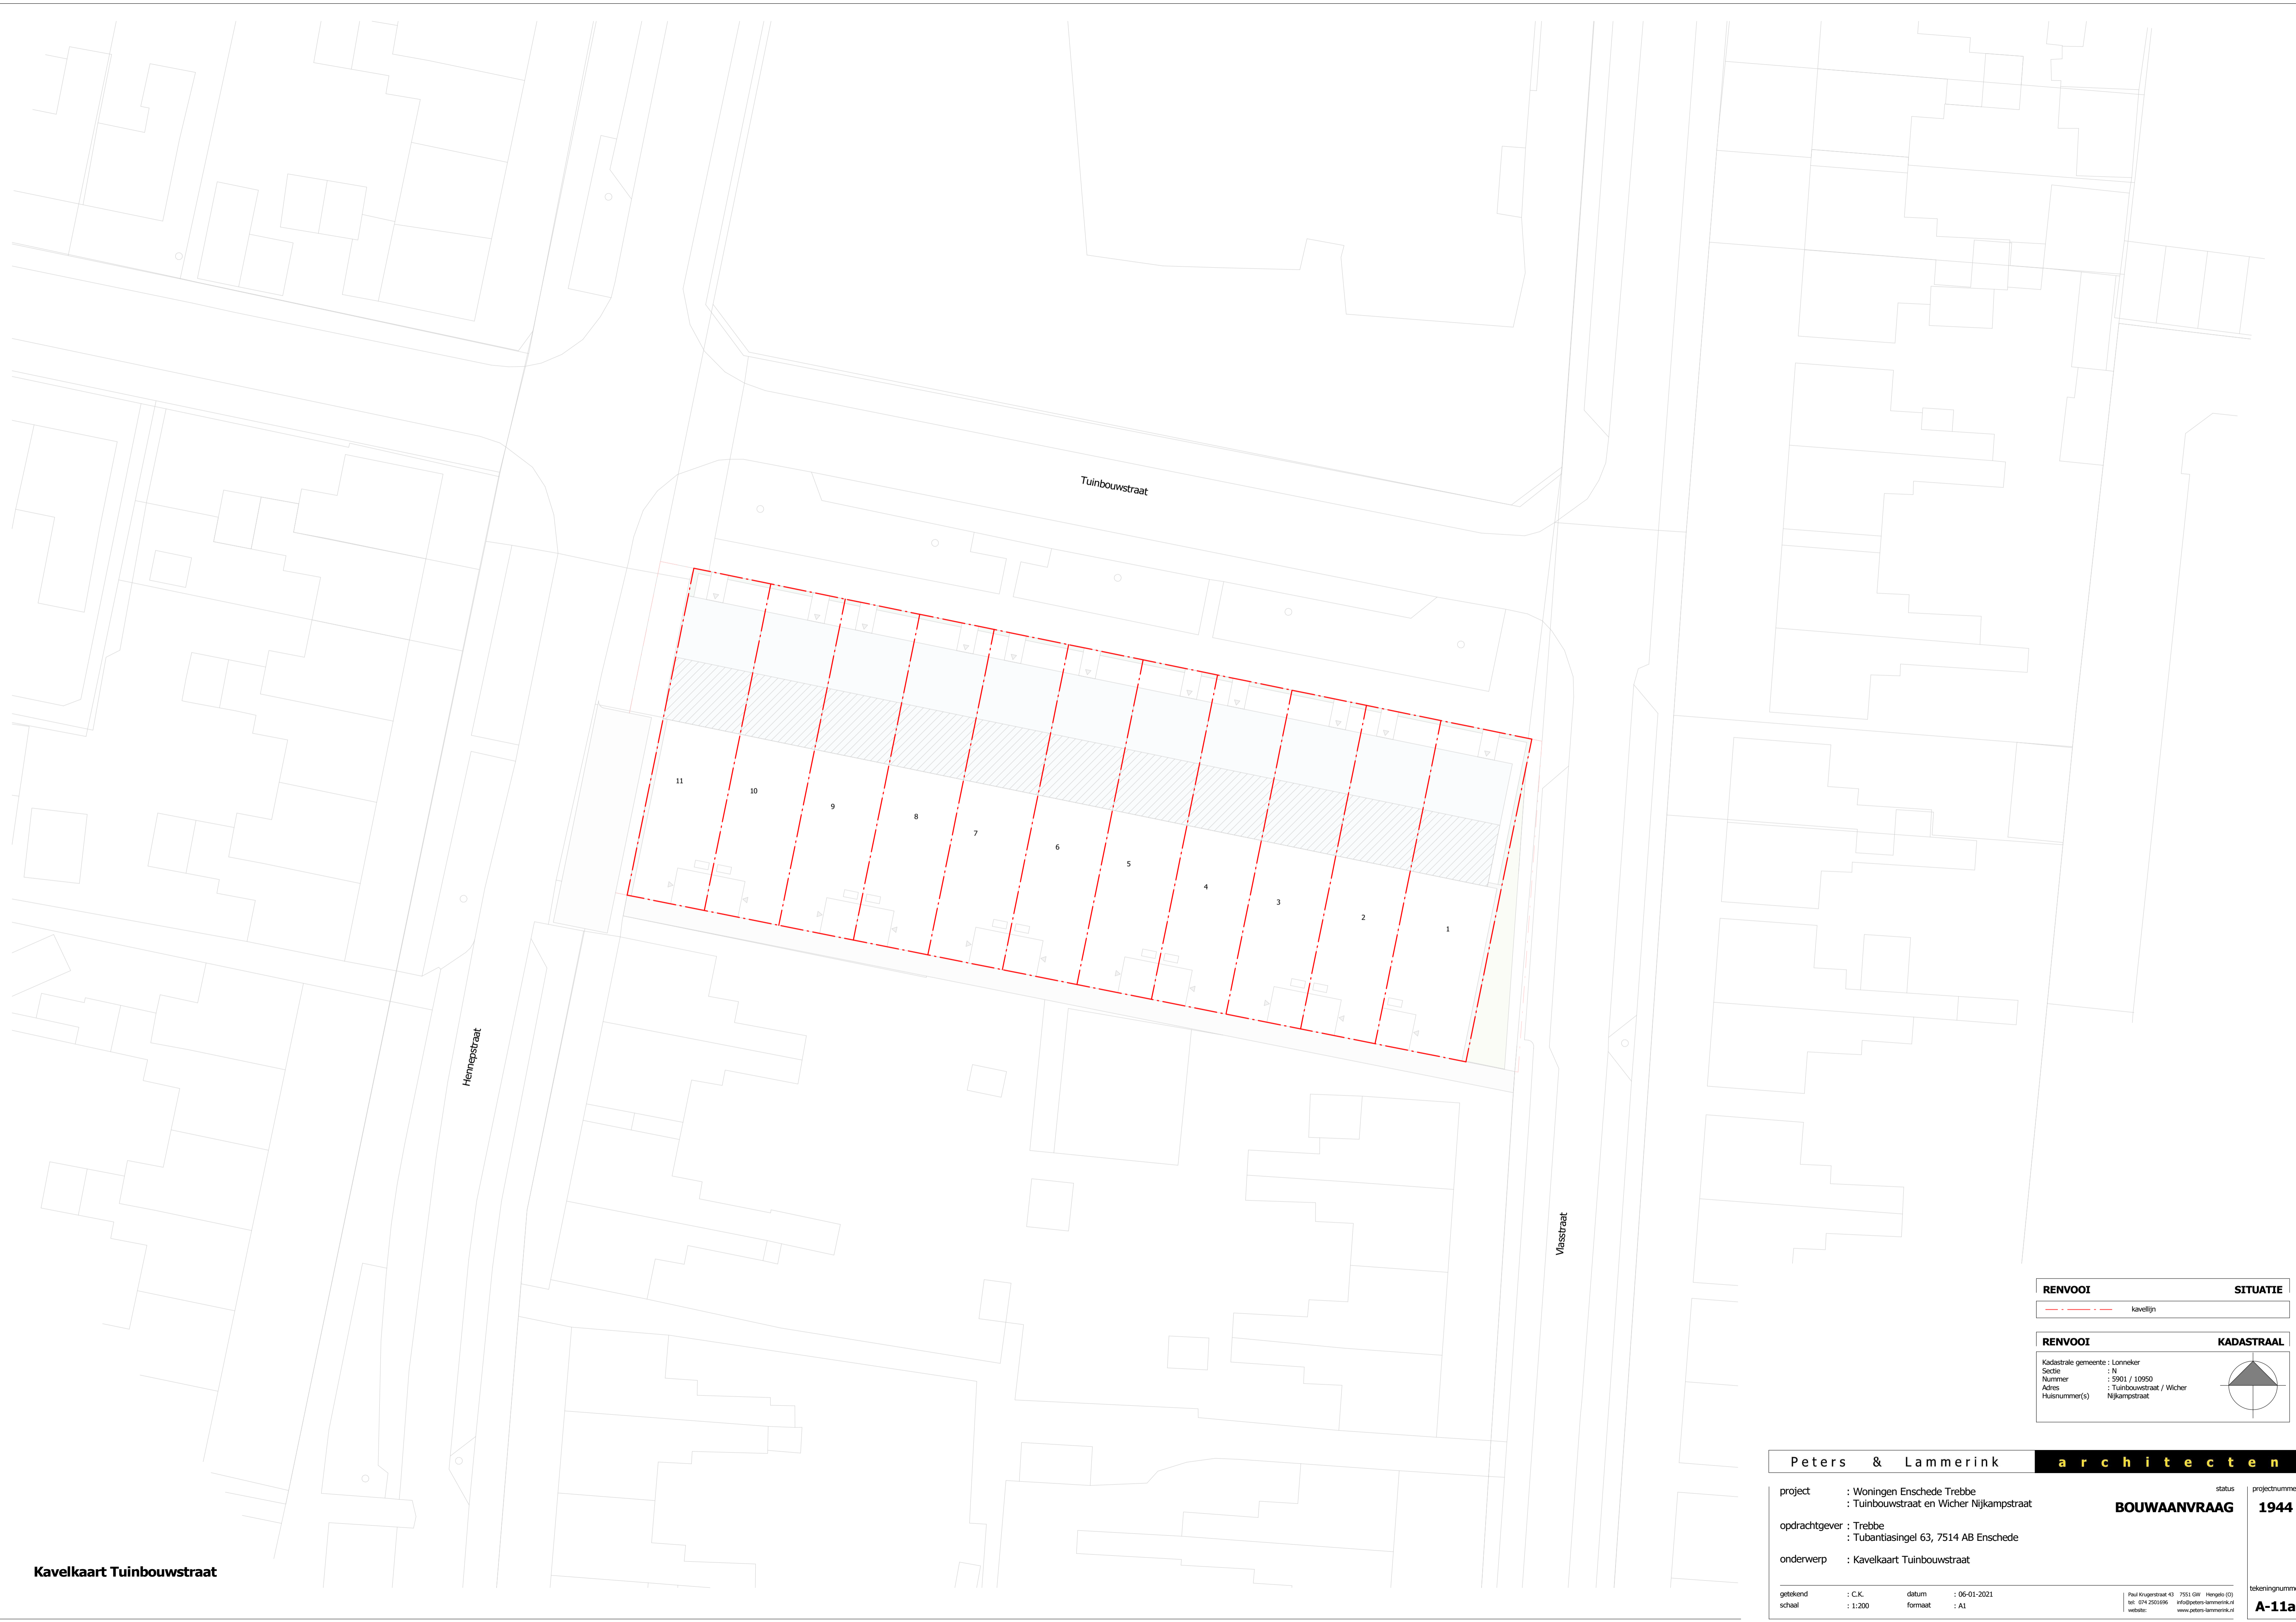 Tuinbouwstraat
11
10
9
8
7
6
5
4
3
2
1
Hennepstraat
Vlasstraat
RENVOOI SITUATIE
kavellijn
RENVOOI KADASTRAAL
Kadastrale gemeente : Lonneker
Sectie : N
Nummer : 5901 / 10950
Adres : Tuinbouwstraat / Wicher
Huisnummer(s) Nijkampstraat
Peters & Lammerink architecten
project : Woningen Enschede Trebbe
: Tuinbouwstraat en Wicher Nijkampstraat
status
BOUWAANVRAAG
projectnumme
1944
opdrachtgever : Trebbe
: Tubantiasingel 63, 7514 AB Enschede
onderwerp : Kavelkaart Tuinbouwstraat
getekend : C.K. datum : 06-01-2021
schaal : 1:200 formaat : A1
Paul Krugerstraat 43 7551 GW Hengelo (O)
tel: 074 2501696 info@peters-lammerink.nl
website: www.peters-lammerink.nl
tekeningnumme
A-11a
Kavelkaart Tuinbouwstraat